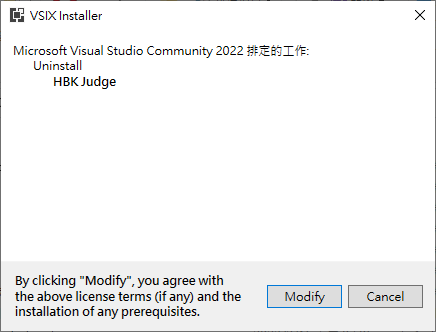 VSIX Installer
Microsoft Visual Studio Community 2022 排定的工作:
Uninstall
HBK Judge
By clicking "Modify", you agree with
the above license terms (if any) and the
installation of any prerequisites.
Modify
Cancel